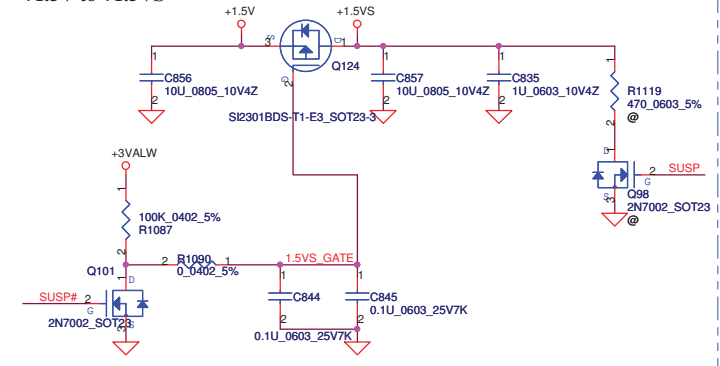 +1.5V
+1.5VS
3
S
D
1
Q124
G
2
SI2301BDS-T1-E3_SOT23-3
1
C856
10U_0805_10V4Z
2
1
C857
10U_0805_10V4Z
2
1
C835
1U_0603_10V4Z
2
1
R1119
470_0603_5%
@
2
+3VALW
1
100K_0402_5%
R1087
2
D
1
2
SUSP
G
Q98
S
3
2N7002_SOT23
@
2
R1090
1
0_0402_5%
1.5VS_GATE
Q101
1
D
SUSP#
2
G
2N7002_SOT23
3
S
1
C844
2
0.1U_0603_25V7K
1
C845
0.1U_0603_25V7K
2